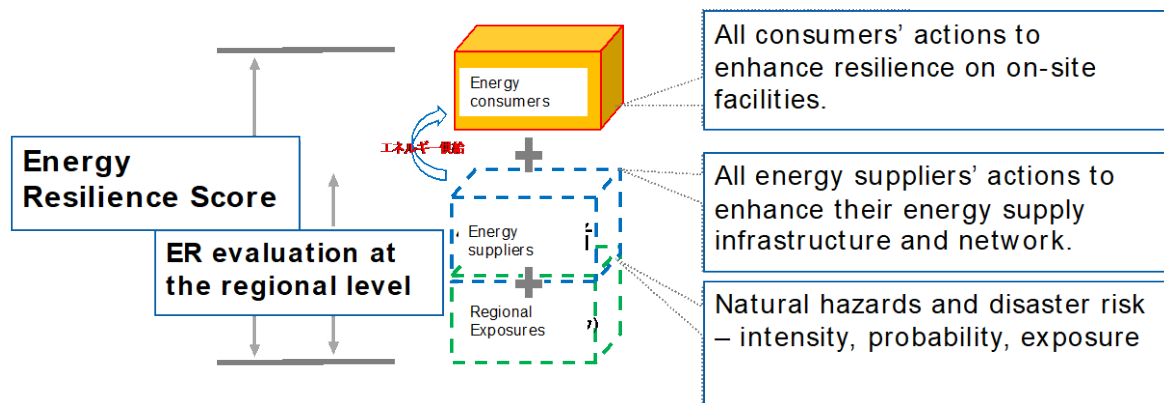 Energy
Resilience Score
ER evaluation at
the regional level
Energy
consumers
エネルギー供給
Energy
suppliers
Regional
Exposures
All consumers’ actions to
enhance resilience on on-site
facilities.
All energy suppliers’ actions to
enhance their energy supply
infrastructure and network.
Natural hazards and disaster risk
– intensity, probability, exposure